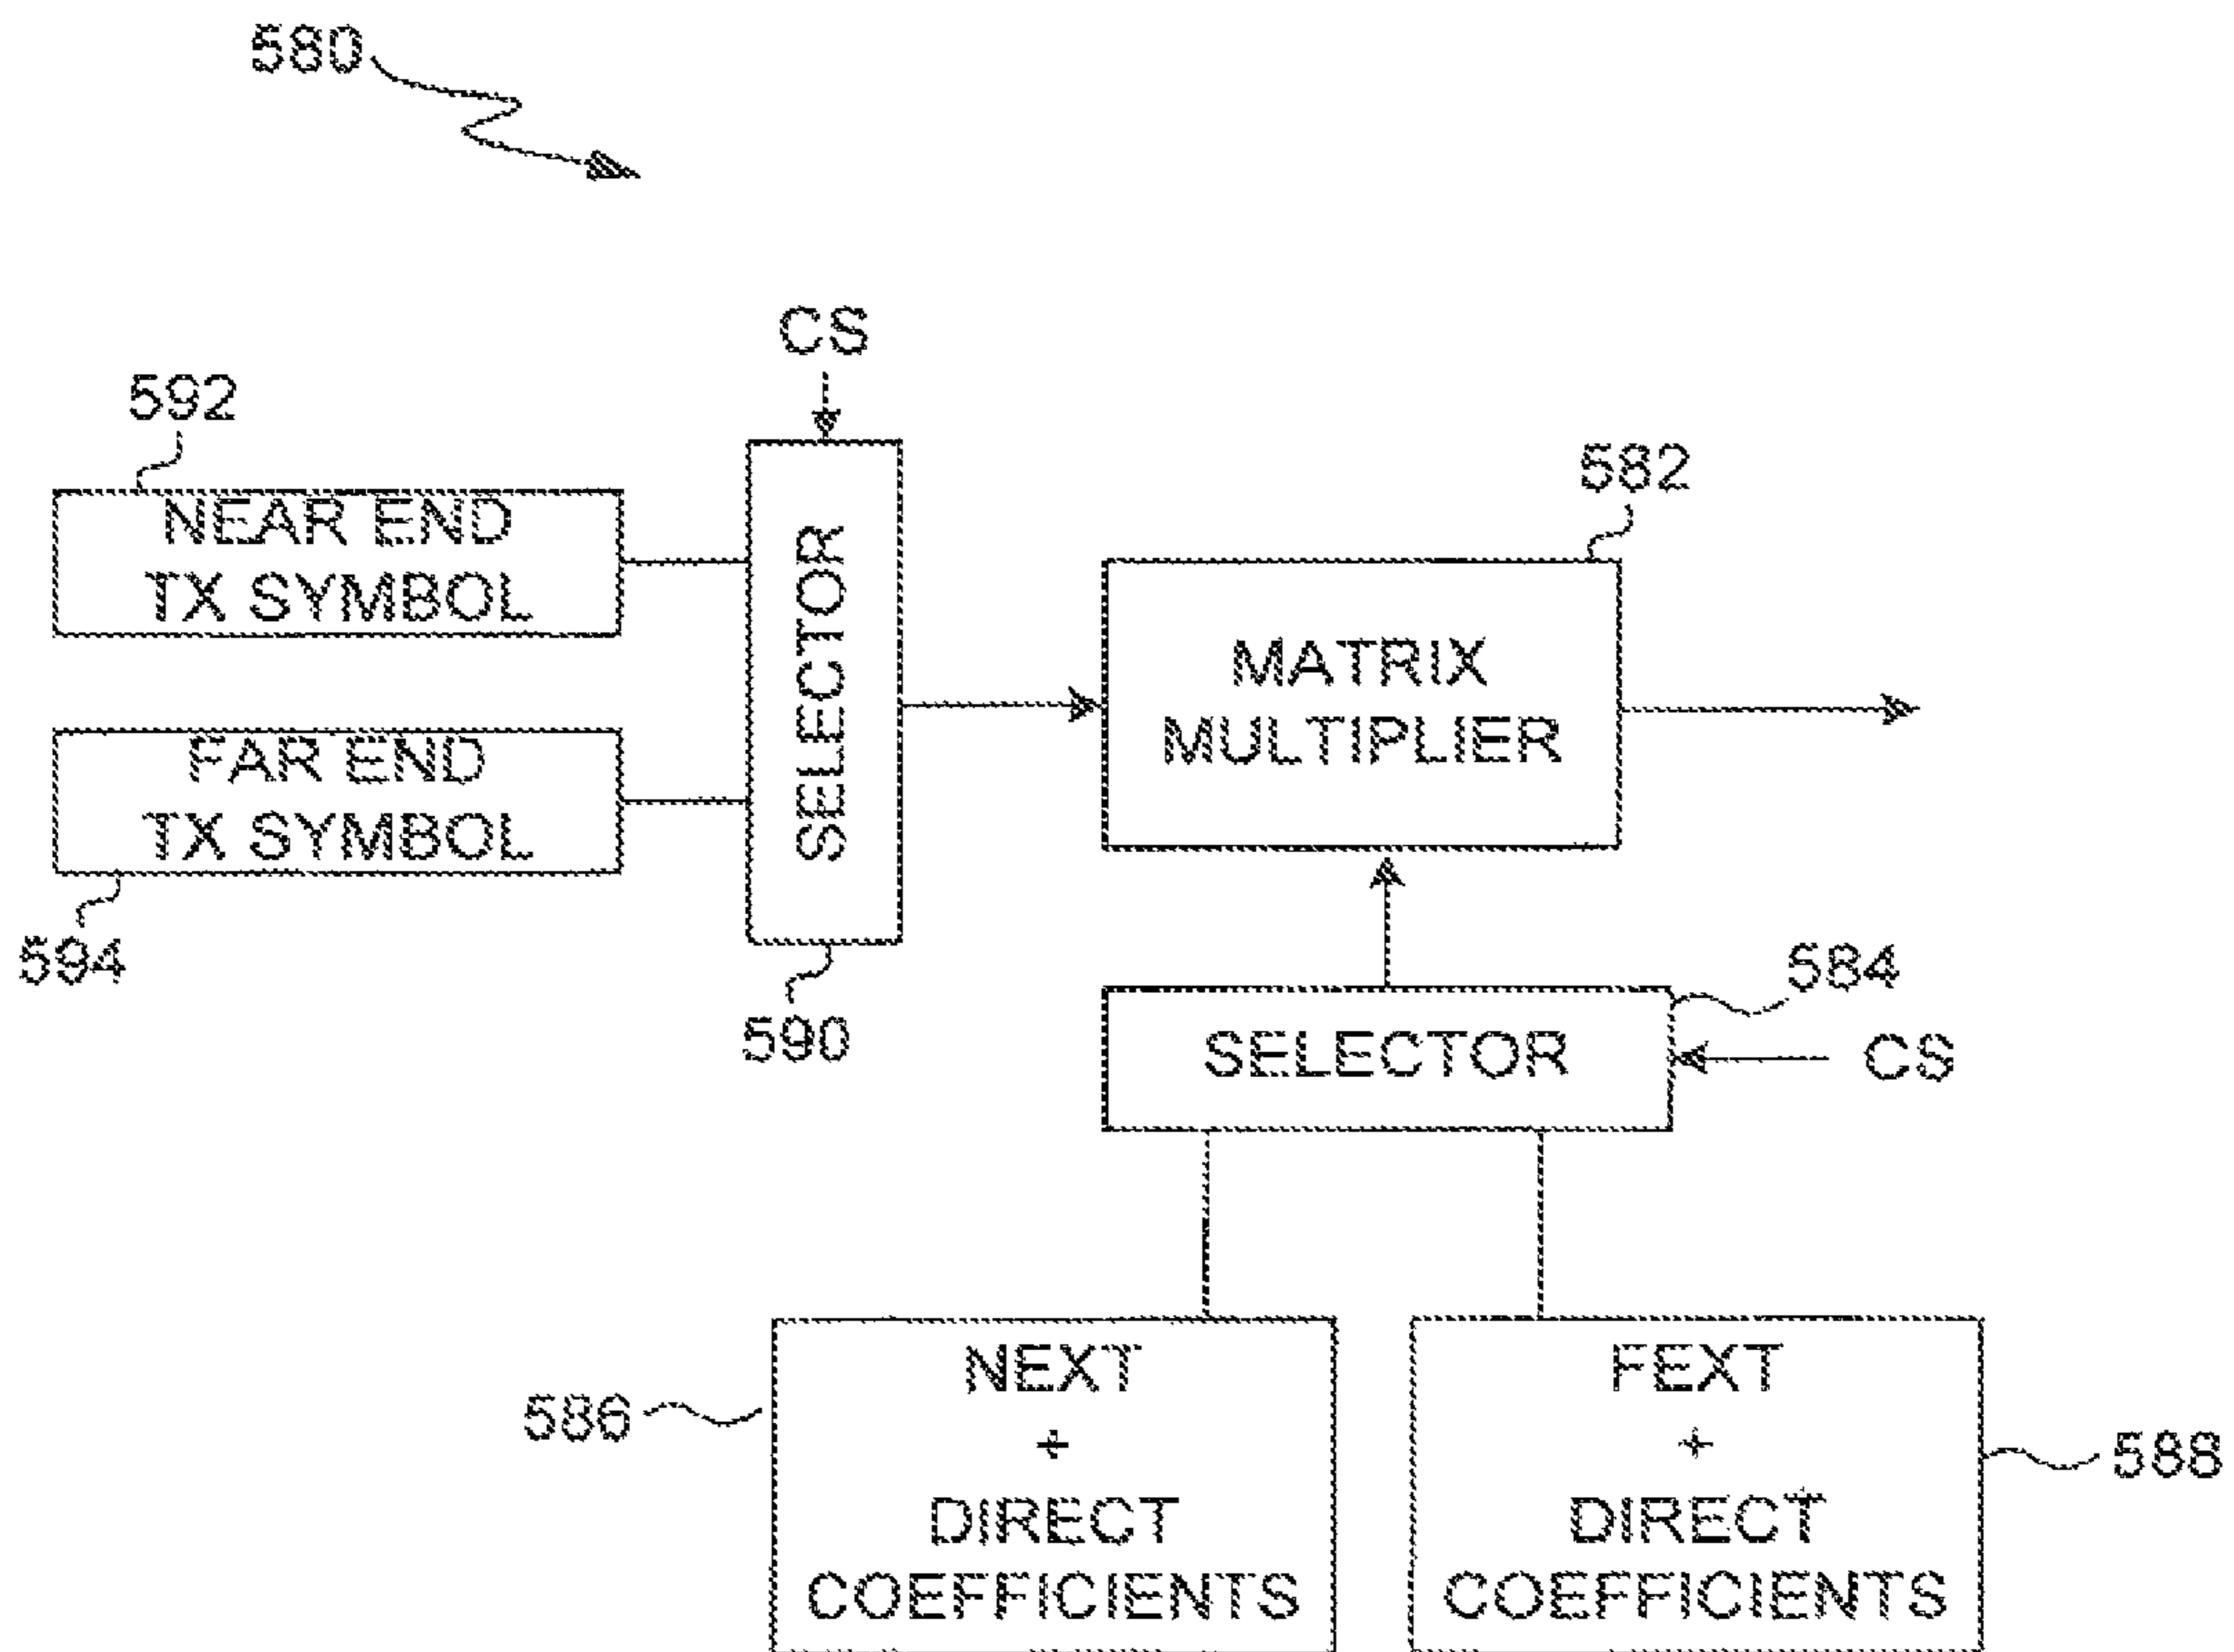 580
CS
592
NEAR END
TX SYMBOL
SELECTOR
582
MATRIX
MULTIPLIER
FAR END
TX SYMBOL
594
590
584
SELECTOR
CS
586
NEXT
+
DIRECT
COEFFICIENTS
FEXT
+
DIRECT
COEFFICIENTS
588